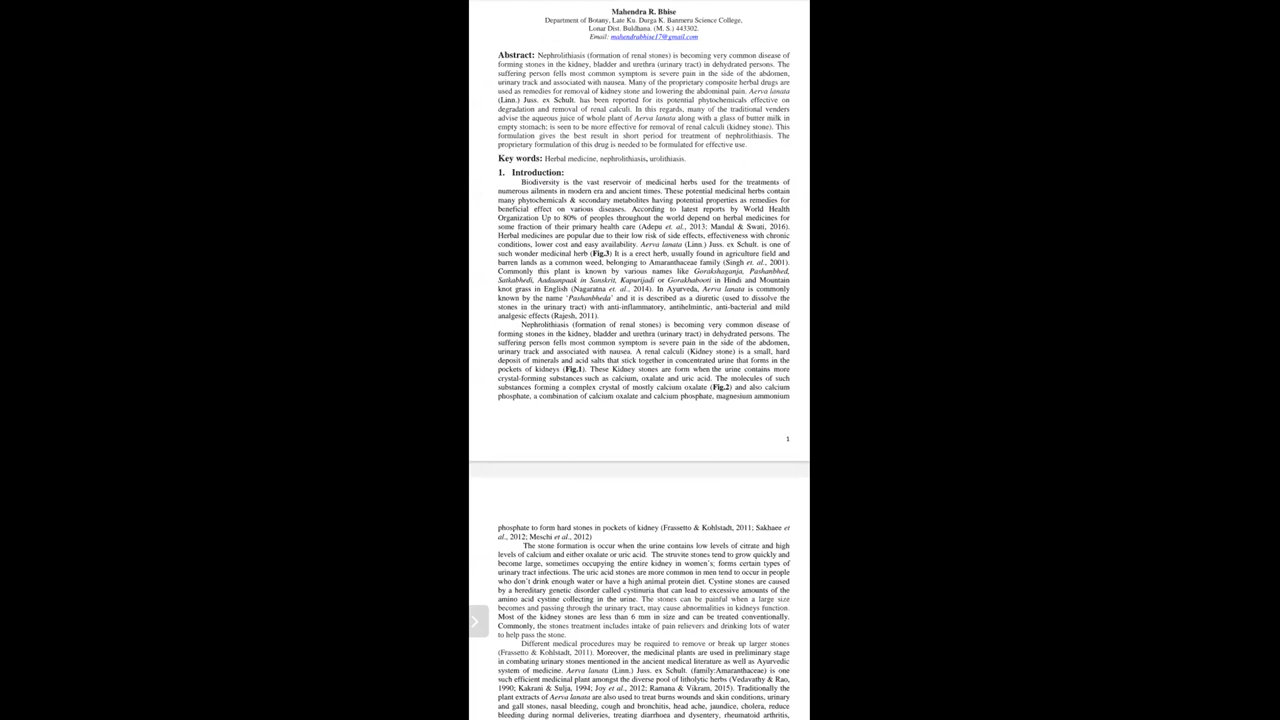 Mahendra R. Bhise
Department of Botany, Late Ku. Durga K. Banmeru Science College,
Lonar Dist. Buldhana. (M. S.) 443302.
Email: mahendrabhise17@gmail.com
Abstract: Nephrolithiasis (formation of renal stones) is becoming very common disease of
forming stones in the kidney, bladder and urethra (urinary tract) in dehydrated persons. The
suffering person fells most common symptom is severe pain in the side of the abdomen,
urinary track and associated with nausea. Many of the proprietary composite herbal drugs are
used as remedies for removal of kidney stone and lowering the abdominal pain. Aerva lanata
(Linn.) Juss. ex Schult. has been reported for its potential phytochemicals effective on
degradation and removal of renal calculi. In this regards, many of the traditional venders
advise the aqueous juice of whole plant of Aerva lanata along with a glass of butter milk in
empty stomach; is seen to be more effective for removal of renal calculi (kidney stone). This
formulation gives the best result in short period for treatment of nephrolithiasis. The
proprietary formulation of this drug is needed to be formulated for effective use.
Key words: Herbal medicine, nephrolithiasis, urolithiasis.
1. Introduction:
Biodiversity is the vast reservoir of medicinal herbs used for the treatments of
numerous ailments in modern era and ancient times. These potential medicinal herbs contain
many phytochemicals & secondary metabolites having potential properties as remedies for
beneficial effect on various diseases. According to latest reports by World Health
Organization Up to 80% of peoples throughout the world depend on herbal medicines for
some fraction of their primary health care (Adepu et. al., 2013; Mandal & Swati, 2016).
Herbal medicines are popular due to their low risk of side effects, effectiveness with chronic
conditions, lower cost and easy availability. Aerva lanata (Linn.) Juss. ex Schult. is one of
such wonder medicinal herb (Fig.3) It is a erect herb, usually found in agriculture field and
barren lands as a common weed, belonging to Amaranthaceae family (Singh et. al., 2001).
Commonly this plant is known by various names like Gorakshaganja, Pashanbhed,
Satkabhedi, Aadaanpaak in Sanskrit, Kapurijadi or Gorakhabooti in Hindi and Mountain
knot grass in English (Nagaratna et. al., 2014). In Ayurveda, Aerva lanata is commonly
known by the name ‘Pashanbheda’ and it is described as a diuretic (used to dissolve the
stones in the urinary tract) with anti-inflammatory, antihelmintic, anti-bacterial and mild
analgesic effects (Rajesh, 2011).
Nephrolithiasis (formation of renal stones) is becoming very common disease of
forming stones in the kidney, bladder and urethra (urinary tract) in dehydrated persons. The
suffering person fells most common symptom is severe pain in the side of the abdomen,
urinary track and associated with nausea. A renal calculi (Kidney stone) is a small, hard
deposit of minerals and acid salts that stick together in concentrated urine that forms in the
pockets of kidneys (Fig.1). These Kidney stones are form when the urine contains more
crystal-forming substances such as calcium, oxalate and uric acid. The molecules of such
substances forming a complex crystal of mostly calcium oxalate (Fig.2) and also calcium
phosphate, a combination of calcium oxalate and calcium phosphate, magnesium ammonium
1
phosphate to form hard stones in pockets of kidney (Frassetto & Kohlstadt, 2011; Sakhaee et
al., 2012; Meschi et al., 2012)
The stone formation is occur when the urine contains low levels of citrate and high
levels of calcium and either oxalate or uric acid. The struvite stones tend to grow quickly and
become large, sometimes occupying the entire kidney in women’s; forms certain types of
urinary tract infections. The uric acid stones are more common in men tend to occur in people
who don’t drink enough water or have a high animal protein diet. Cystine stones are caused
by a hereditary genetic disorder called cystinuria that can lead to excessive amounts of the
amino acid cystine collecting in the urine. The stones can be painful when a large size
becomes and passing through the urinary tract, may cause abnormalities in kidneys function.
Most of the kidney stones are less than 6 mm in size and can be treated conventionally.
Commonly, the stones treatment includes intake of pain relievers and drinking lots of water
to help pass the stone.
Different medical procedures may be required to remove or break up larger stones
(Frassetto & Kohlstadt, 2011). Moreover, the medicinal plants are used in preliminary stage
in combating urinary stones mentioned in the ancient medical literature as well as Ayurvedic
system of medicine. Aerva lanata (Linn.) Juss. ex Schult. (family:Amaranthaceae) is one
such efficient medicinal plant amongst the diverse pool of litholytic herbs (Vedavathy & Rao,
1990; Kakrani & Sulja, 1994; Joy et al., 2012; Ramana & Vikram, 2015). Traditionally the
plant extracts of Aerva lanata are also used to treat burns wounds and skin conditions, urinary
and gall stones, nasal bleeding, cough and bronchitis, head ache, jaundice, cholera, reduce
bleeding during normal deliveries, treating diarrhoea and dysentery, rheumatoid arthritis,